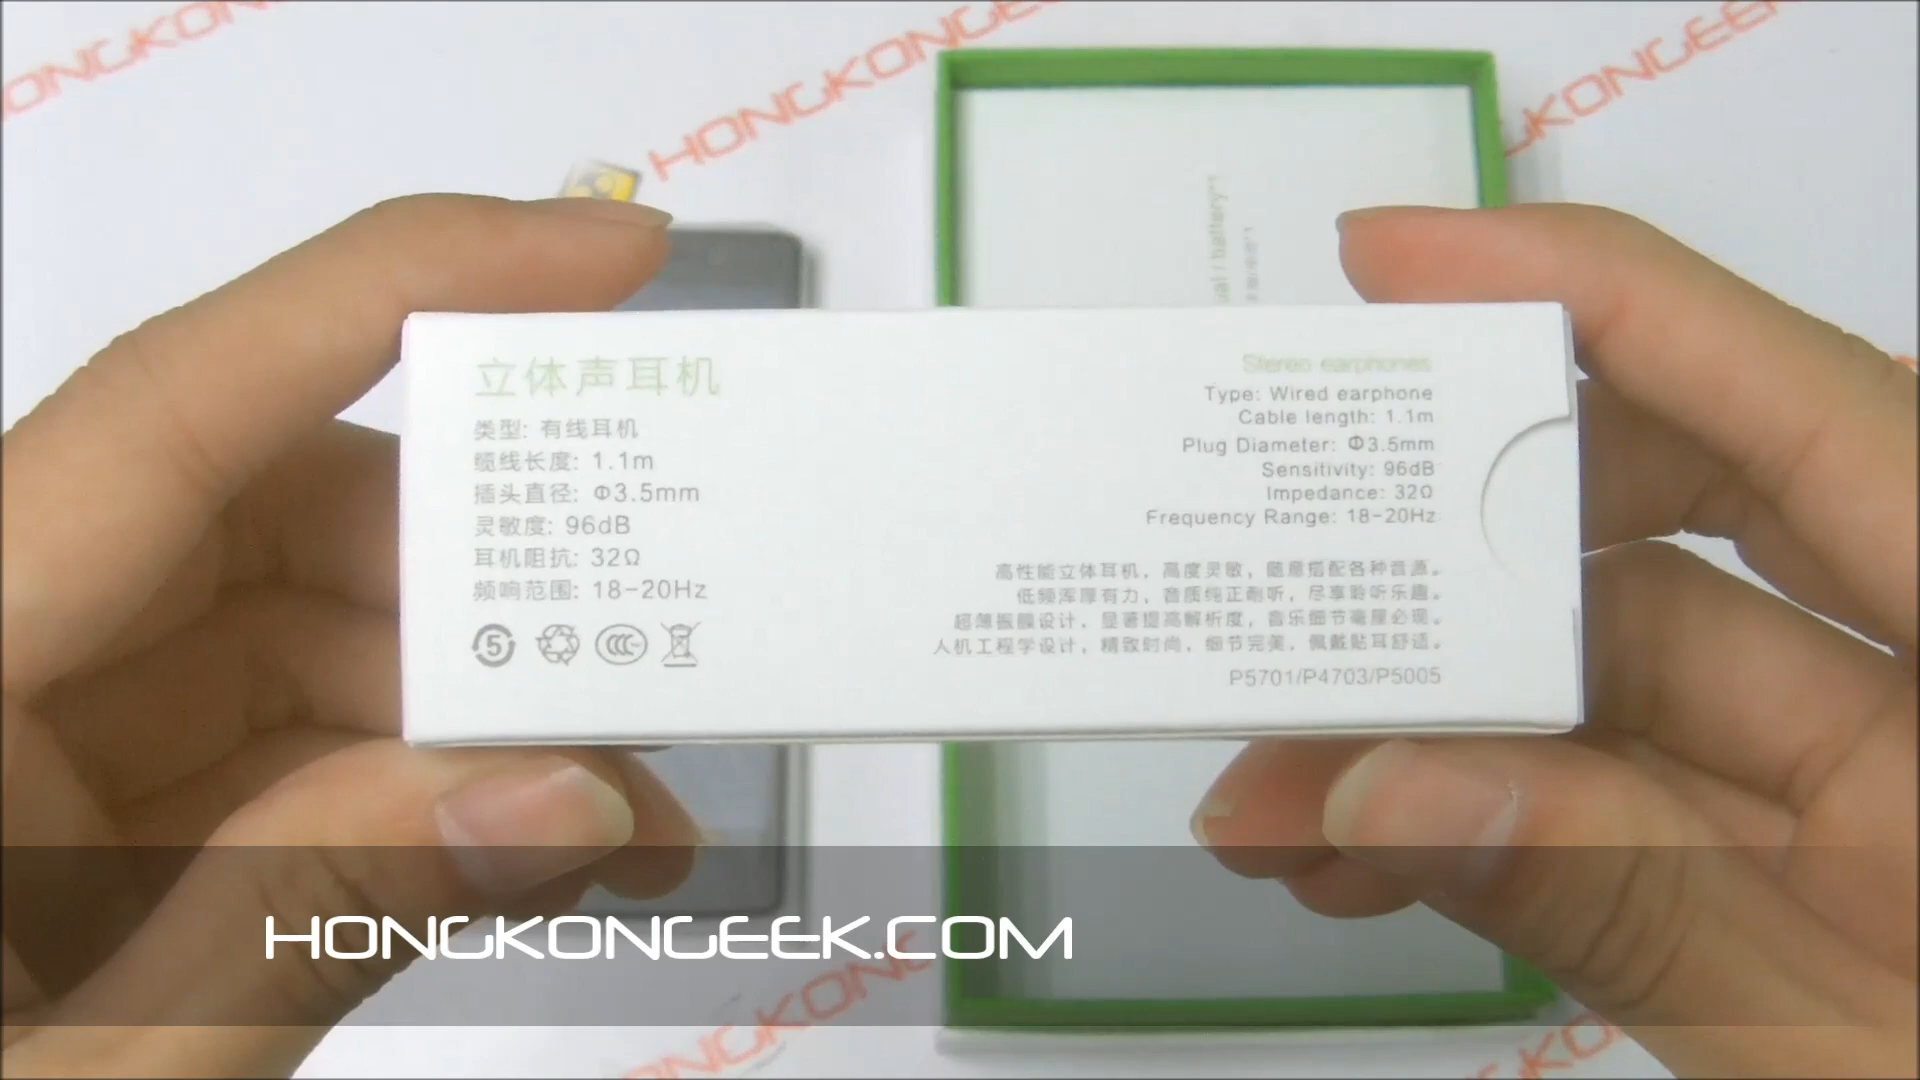 HONGKONGEEK
HONGKONGEEK
HONGKONGEEK
ual / battery*1
立体声耳机
类型: 有线耳机
缆线长度: 1.1m
插头直径: Φ3.5mm
灵敏度: 96dB
耳机阻抗: 32Ω
频响范围: 18-20Hz
5
Stereo earphones
Type: Wired earphone
Cable length: 1.1m
Plug Diameter: Φ3.5mm
Sensitivity: 96dB
Impedance: 32Ω
Frequency Range: 18-20Hz
高性能立体耳机，高度灵敏，随意搭配各种音源。
低频浑厚有力，音质纯正耐听，尽享聆听乐趣。
超薄振膜设计，显著提高解析度，音乐细节毫厘必现。
人机工程学设计，精致时尚，细节完美，佩戴贴耳舒适。
P5701/P4703/P5005
HONGKONGEEK.COM
HONGKONG